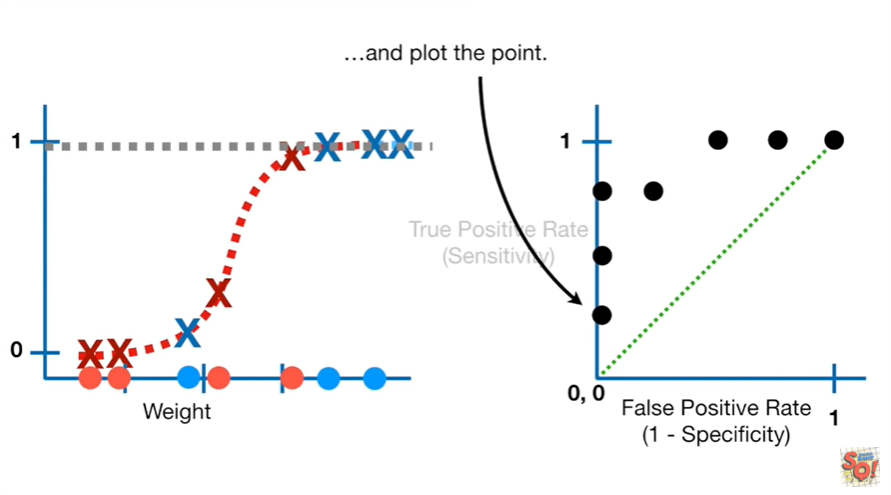 …and plot the point.
1
0
Weight
1
True Positive Rate
(Sensitivity)
0, 0
False Positive Rate
(1 - Specificity)
1
SQ!